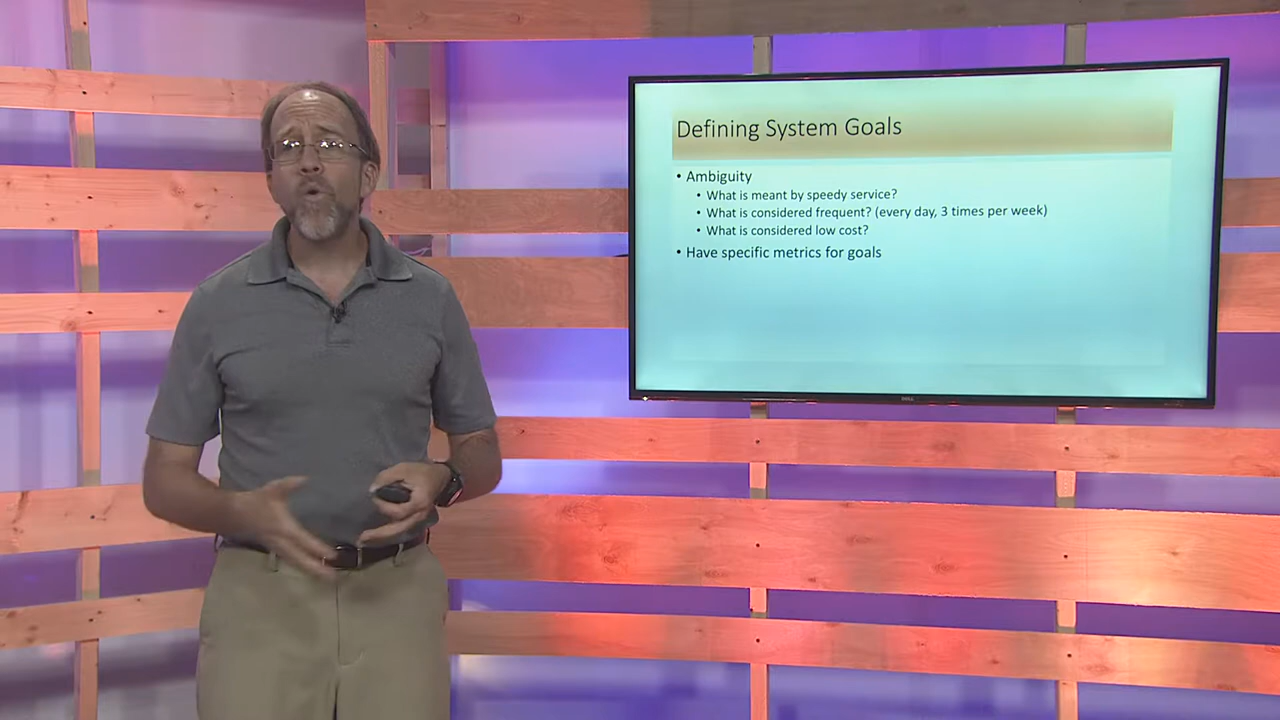 Defining System Goals
• Ambiguity
• What is meant by speedy service?
• What is considered frequent? (every day, 3 times per week)
• What is considered low cost?
• Have specific metrics for goals
DELL